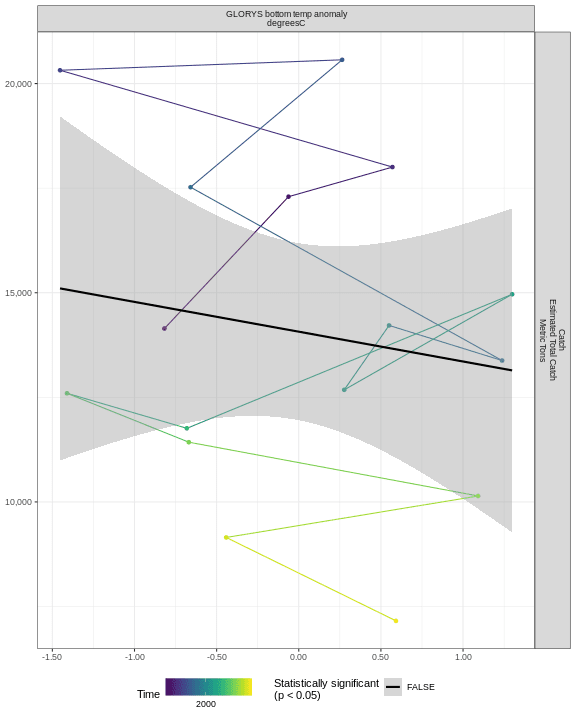 GLORYS bottom temp anomaly
degreesC
20,000
15,000
10,000
Catch
Estimated Total Catch
Metric Tons
-1.50
-1.00
-0.50
0.00
0.50
1.00
Time
2000
Statistically significant
(p < 0.05)
FALSE